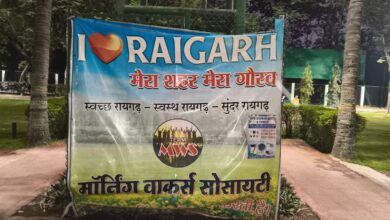 I ❤ RAIGARH
मेरा शहर मेरा गौरव
स्वच्छ रायगढ़ - स्वस्थ रायगढ़ - सुंदर रायगढ़
MWS
मॉर्निंग वाकर्स सोसायटी